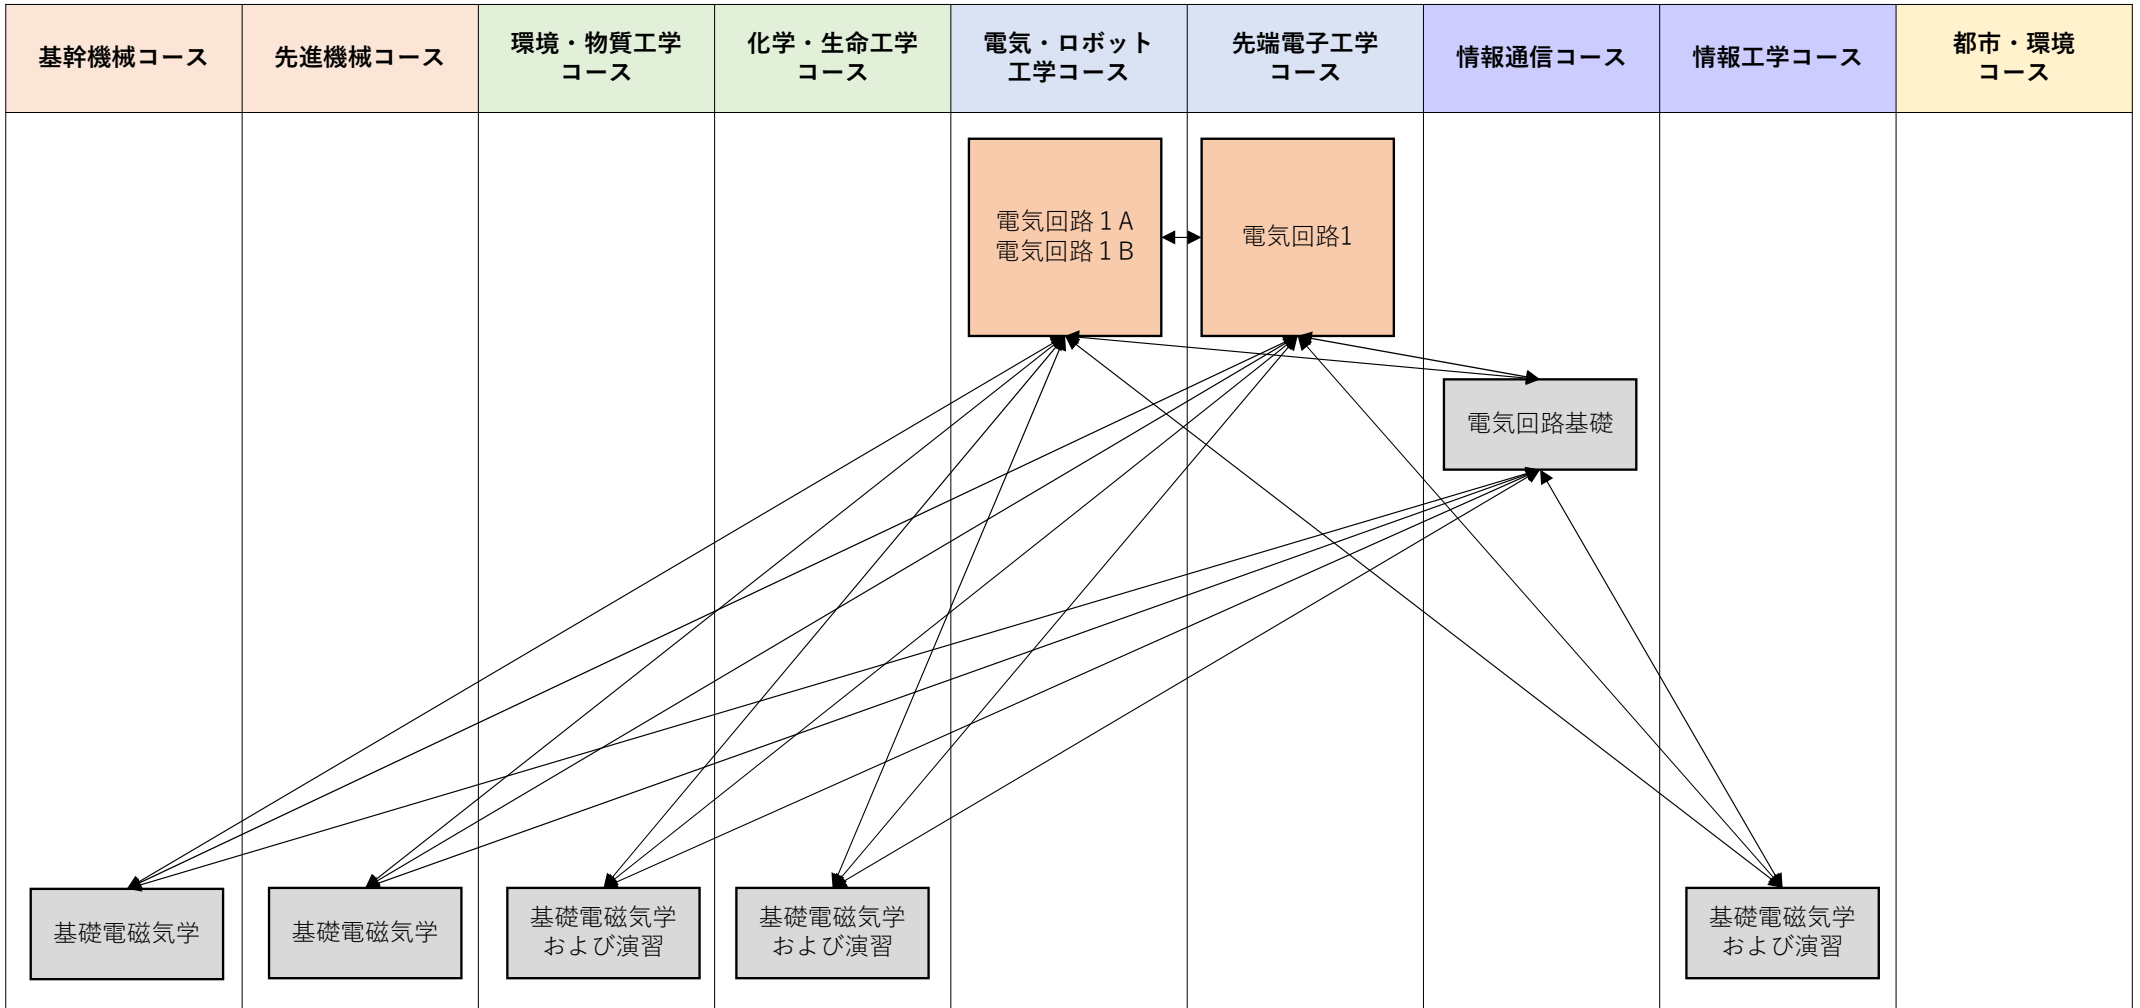 基幹機械コース
先進機械コース
環境・物質工学
コース
化学・生命工学
コース
電気・ロボット
工学コース
先端電子工学
コース
情報通信コース
情報工学コース
都市・環境
コース
電気回路１A
電気回路１B
電気回路1
電気回路基礎
基礎電磁気学
基礎電磁気学
基礎電磁気学
および演習
基礎電磁気学
および演習
基礎電磁気学
および演習